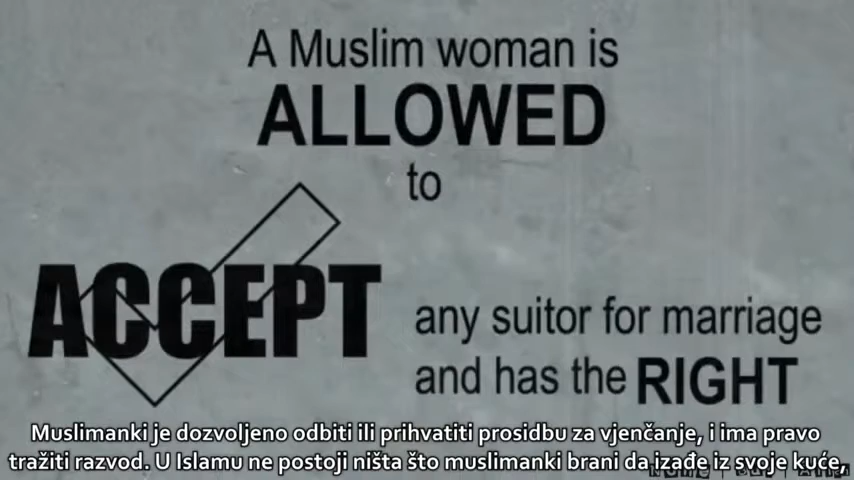 A Muslim woman is
ALLOWED
to
ACCEPT
any suitor for marriage
and has the RIGHT
Muslimanki je dozvoljeno odbiti ili prihvatiti prosidbu za vjenčanje, i ima pravo
tražiti razvod. U Islamu ne postoji ništa što muslimanki brani da izađe iz svoje kuće,